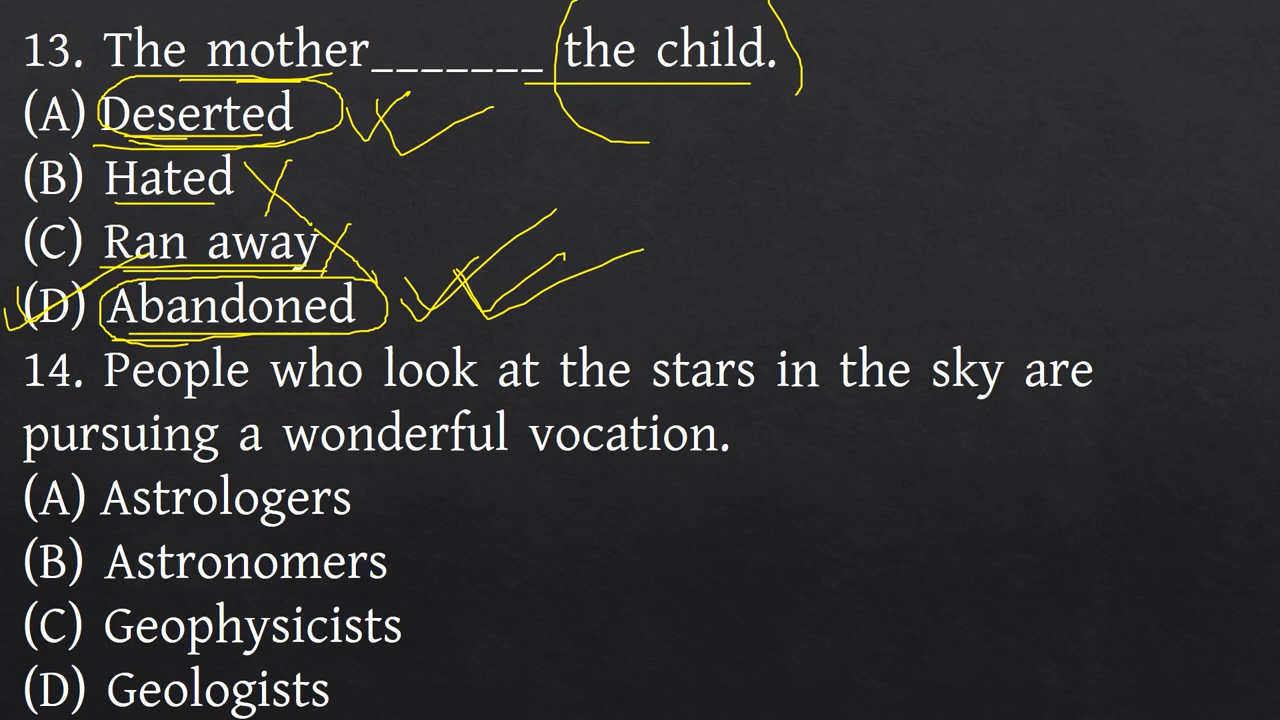 13. The mother_______ the child.
(A) Deserted
(B) Hated
(C) Ran away
(D) Abandoned
14. People who look at the stars in the sky are
pursuing a wonderful vocation.
(A) Astrologers
(B) Astronomers
(C) Geophysicists
(D) Geologists